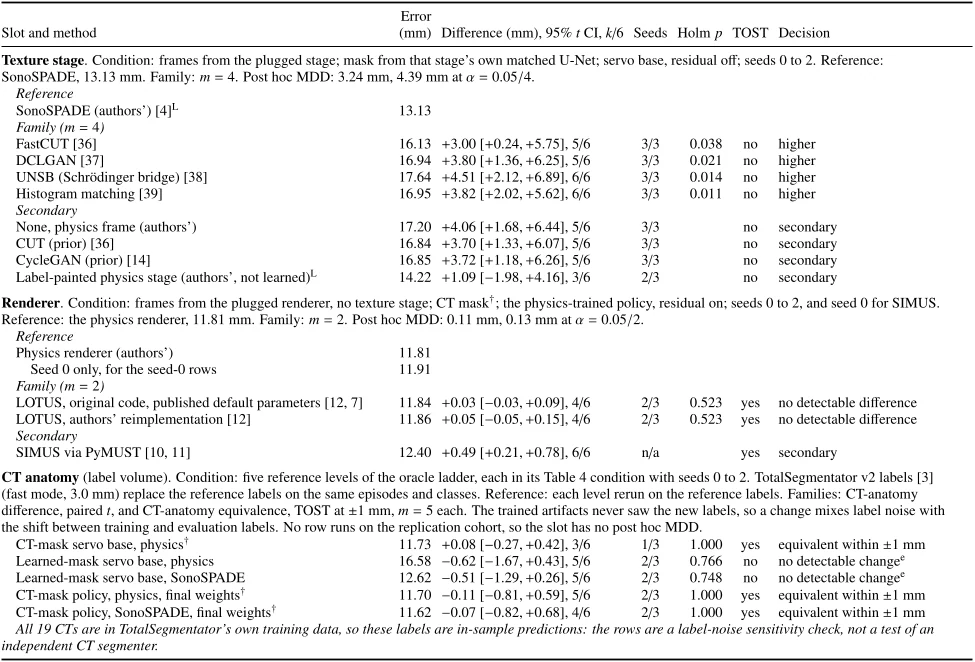 Slot and method Error (mm) Difference (mm), 95% t CI, k/6 Seeds Holm p TOST Decision
Texture stage. Condition: frames from the plugged stage; mask from that stage's own matched U-Net; servo base, residual off; seeds 0 to 2. Reference:
SonoSPADE, 13.13 mm. Family: m = 4. Post hoc MDD: 3.24 mm, 4.39 mm at α = 0.05/4.
Reference
SonoSPADE (authors') [4]ᴸ 13.13
Family (m = 4)
FastCUT [36] 16.13 +3.00 [+0.24, +5.75], 5/6 3/3 0.038 no higher
DCLGAN [37] 16.94 +3.80 [+1.36, +6.25], 5/6 3/3 0.021 no higher
UNSB (Schrödinger bridge) [38] 17.64 +4.51 [+2.12, +6.89], 6/6 3/3 0.014 no higher
Histogram matching [39] 16.95 +3.82 [+2.02, +5.62], 6/6 3/3 0.011 no higher
Secondary
None, physics frame (authors') 17.20 +4.06 [+1.68, +6.44], 5/6 3/3 no secondary
CUT (prior) [36] 16.84 +3.70 [+1.33, +6.07], 5/6 3/3 no secondary
CycleGAN (prior) [14] 16.85 +3.72 [+1.18, +6.26], 5/6 3/3 no secondary
Label-painted physics stage (authors', not learned)ᴸ 14.22 +1.09 [−1.98, +4.16], 3/6 2/3 no secondary
Renderer. Condition: frames from the plugged renderer, no texture stage; CT mask†; the physics-trained policy, residual on; seeds 0 to 2, and seed 0 for SIMUS.
Reference: the physics renderer, 11.81 mm. Family: m = 2. Post hoc MDD: 0.11 mm, 0.13 mm at α = 0.05/2.
Reference
Physics renderer (authors') 11.81
Seed 0 only, for the seed-0 rows 11.91
Family (m = 2)
LOTUS, original code, published default parameters [12, 7] 11.84 +0.03 [−0.03, +0.09], 4/6 2/3 0.523 yes no detectable difference
LOTUS, authors' reimplementation [12] 11.86 +0.05 [−0.05, +0.15], 4/6 2/3 0.523 yes no detectable difference
Secondary
SIMUS via PyMUST [10, 11] 12.40 +0.49 [+0.21, +0.78], 6/6 n/a yes secondary
CT anatomy (label volume). Condition: five reference levels of the oracle ladder, each in its Table 4 condition with seeds 0 to 2. TotalSegmentator v2 labels [3]
(fast mode, 3.0 mm) replace the reference labels on the same episodes and classes. Reference: each level rerun on the reference labels. Families: CT-anatomy
difference, paired t, and CT-anatomy equivalence, TOST at ±1 mm, m = 5 each. The trained artifacts never saw the new labels, so a change mixes label noise with
the shift between training and evaluation labels. No row runs on the replication cohort, so the slot has no post hoc MDD.
CT-mask servo base, physics† 11.73 +0.08 [−0.27, +0.42], 3/6 1/3 1.000 yes equivalent within ±1 mm
Learned-mask servo base, physics 16.58 −0.62 [−1.67, +0.43], 5/6 2/3 0.766 no no detectable changeᵉ
Learned-mask servo base, SonoSPADE 12.62 −0.51 [−1.29, +0.26], 5/6 2/3 0.748 no no detectable changeᵉ
CT-mask policy, physics, final weights† 11.70 −0.11 [−0.81, +0.59], 5/6 2/3 1.000 yes equivalent within ±1 mm
CT-mask policy, SonoSPADE, final weights† 11.62 −0.07 [−0.82, +0.68], 4/6 2/3 1.000 yes equivalent within ±1 mm
All 19 CTs are in TotalSegmentator's own training data, so these labels are in-sample predictions: the rows are a label-noise sensitivity check, not a test of an
independent CT segmenter.